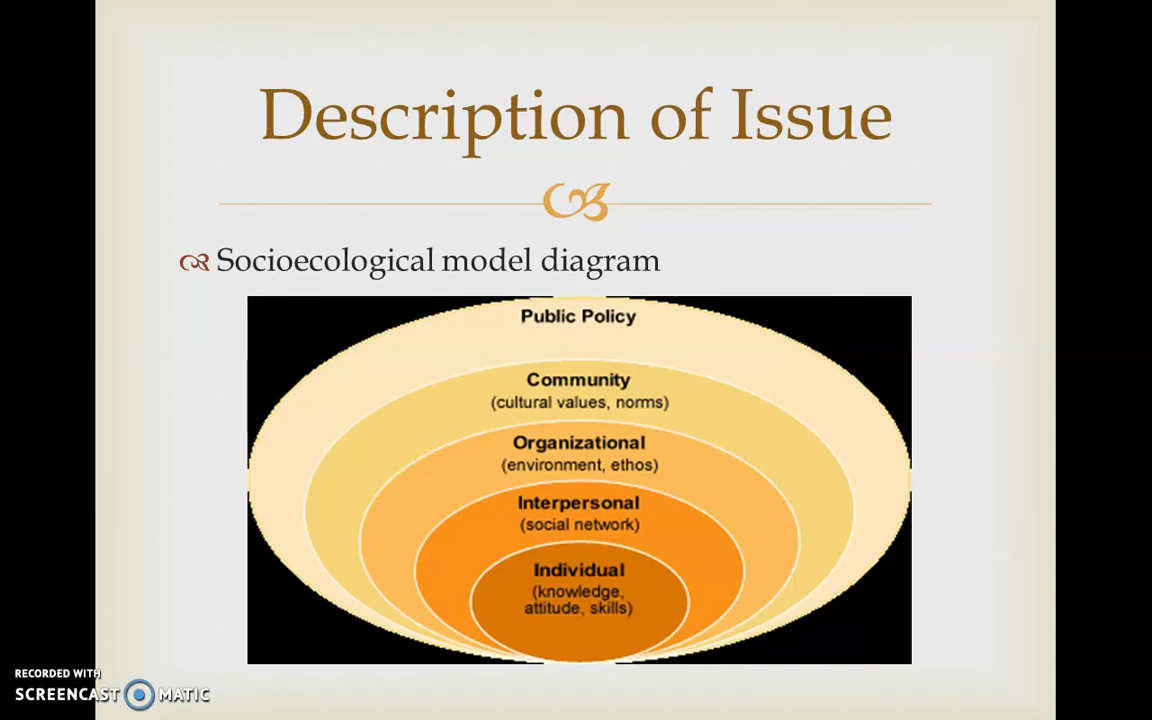 Description of Issue
Socioecological model diagram
Public Policy
Community
(cultural values, norms)
Organizational
(environment, ethos)
Interpersonal
(social network)
Individual
(knowledge,
attitude, skills)
RECORDED WITH
SCREENCAST MATIC